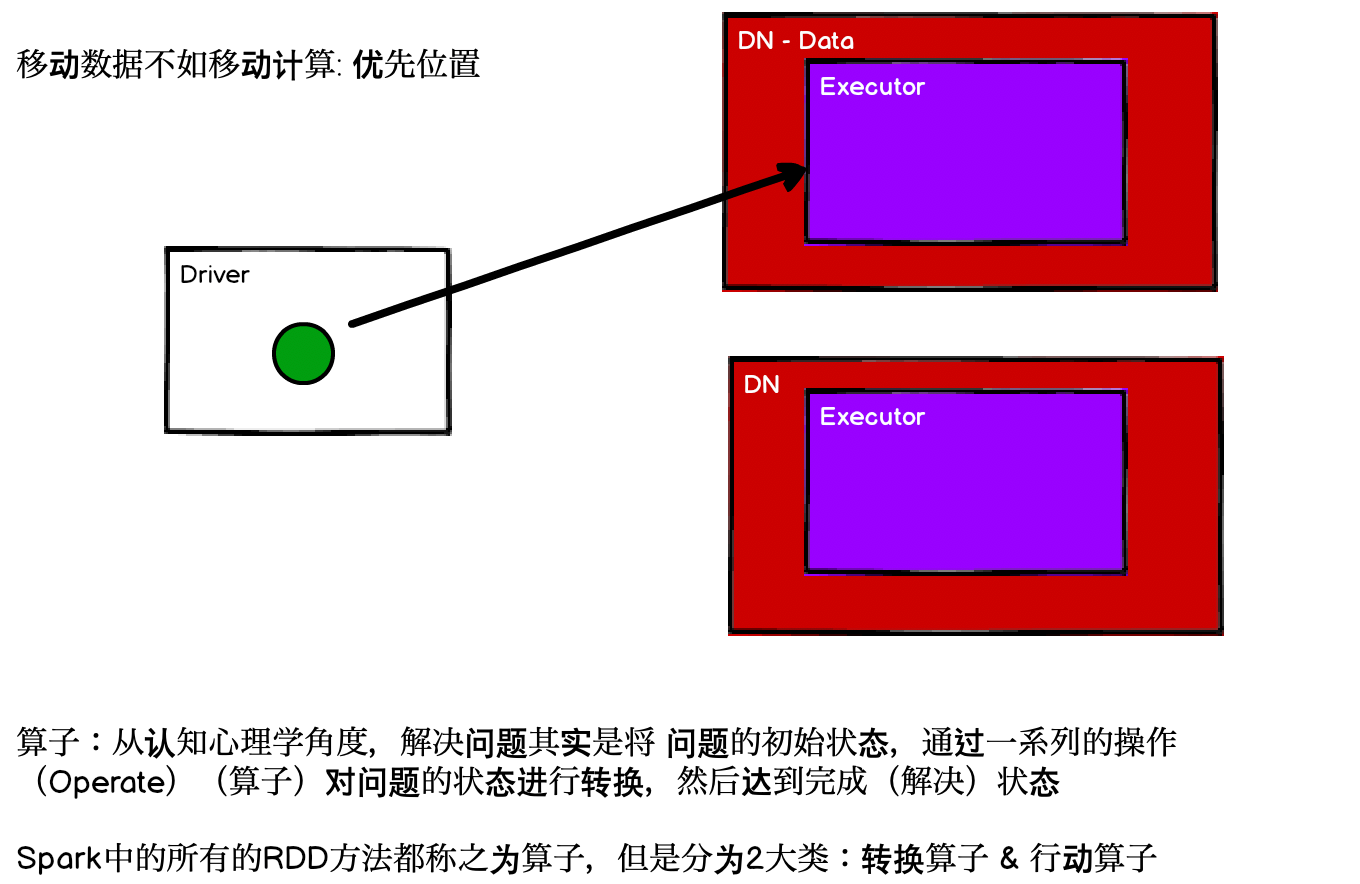 移动数据不如移动计算: 优先位置
DN - Data
Executor
Driver
DN
Executor
算子：从认知心理学角度，解决问题其实是将 问题的初始状态，通过一系列的操作
（Operate）（算子）对问题的状态进行转换，然后达到完成（解决）状态
Spark中的所有的RDD方法都称之为算子，但是分为2大类：转换算子 & 行动算子